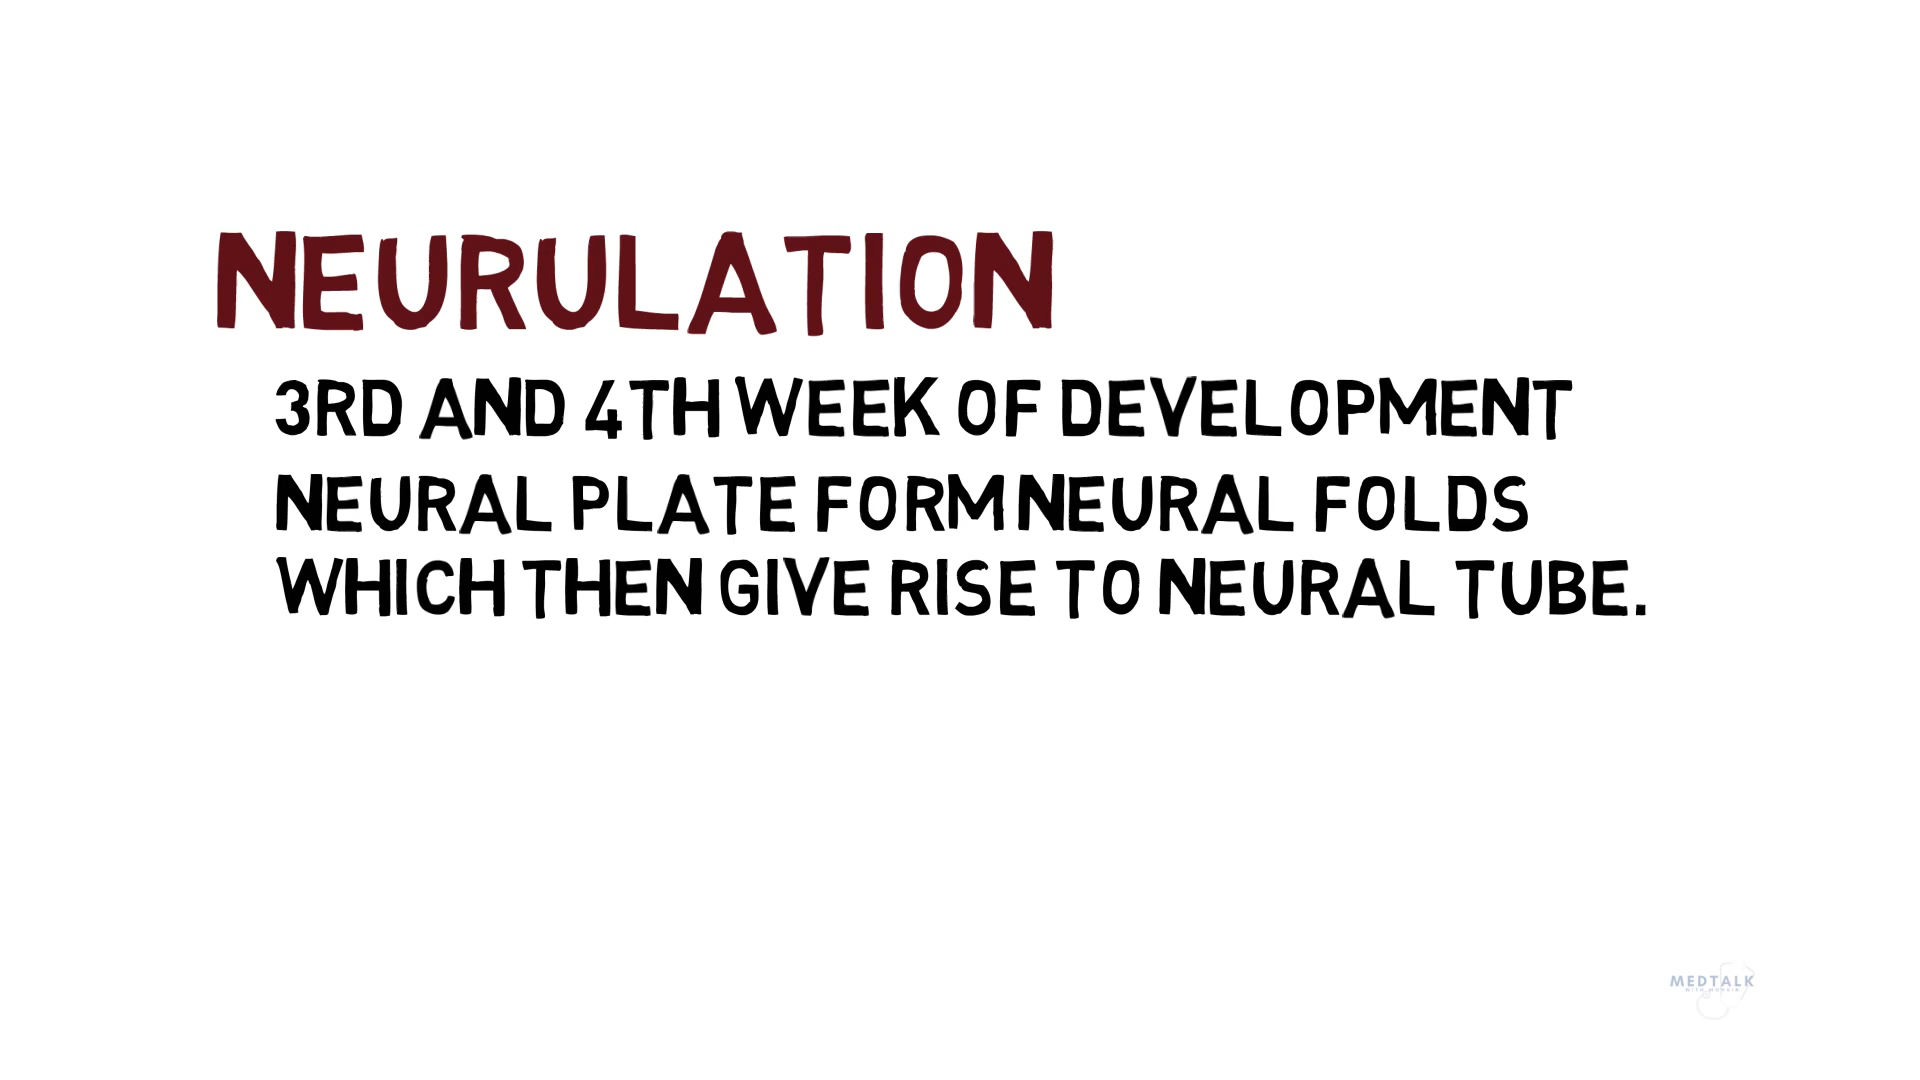 NEURULATION
3RD AND 4TH WEEK OF DEVELOPMENT
NEURAL PLATE FORM NEURAL FOLDS
WHICH THEN GIVE RISE TO NEURAL TUBE.
MEDTALK